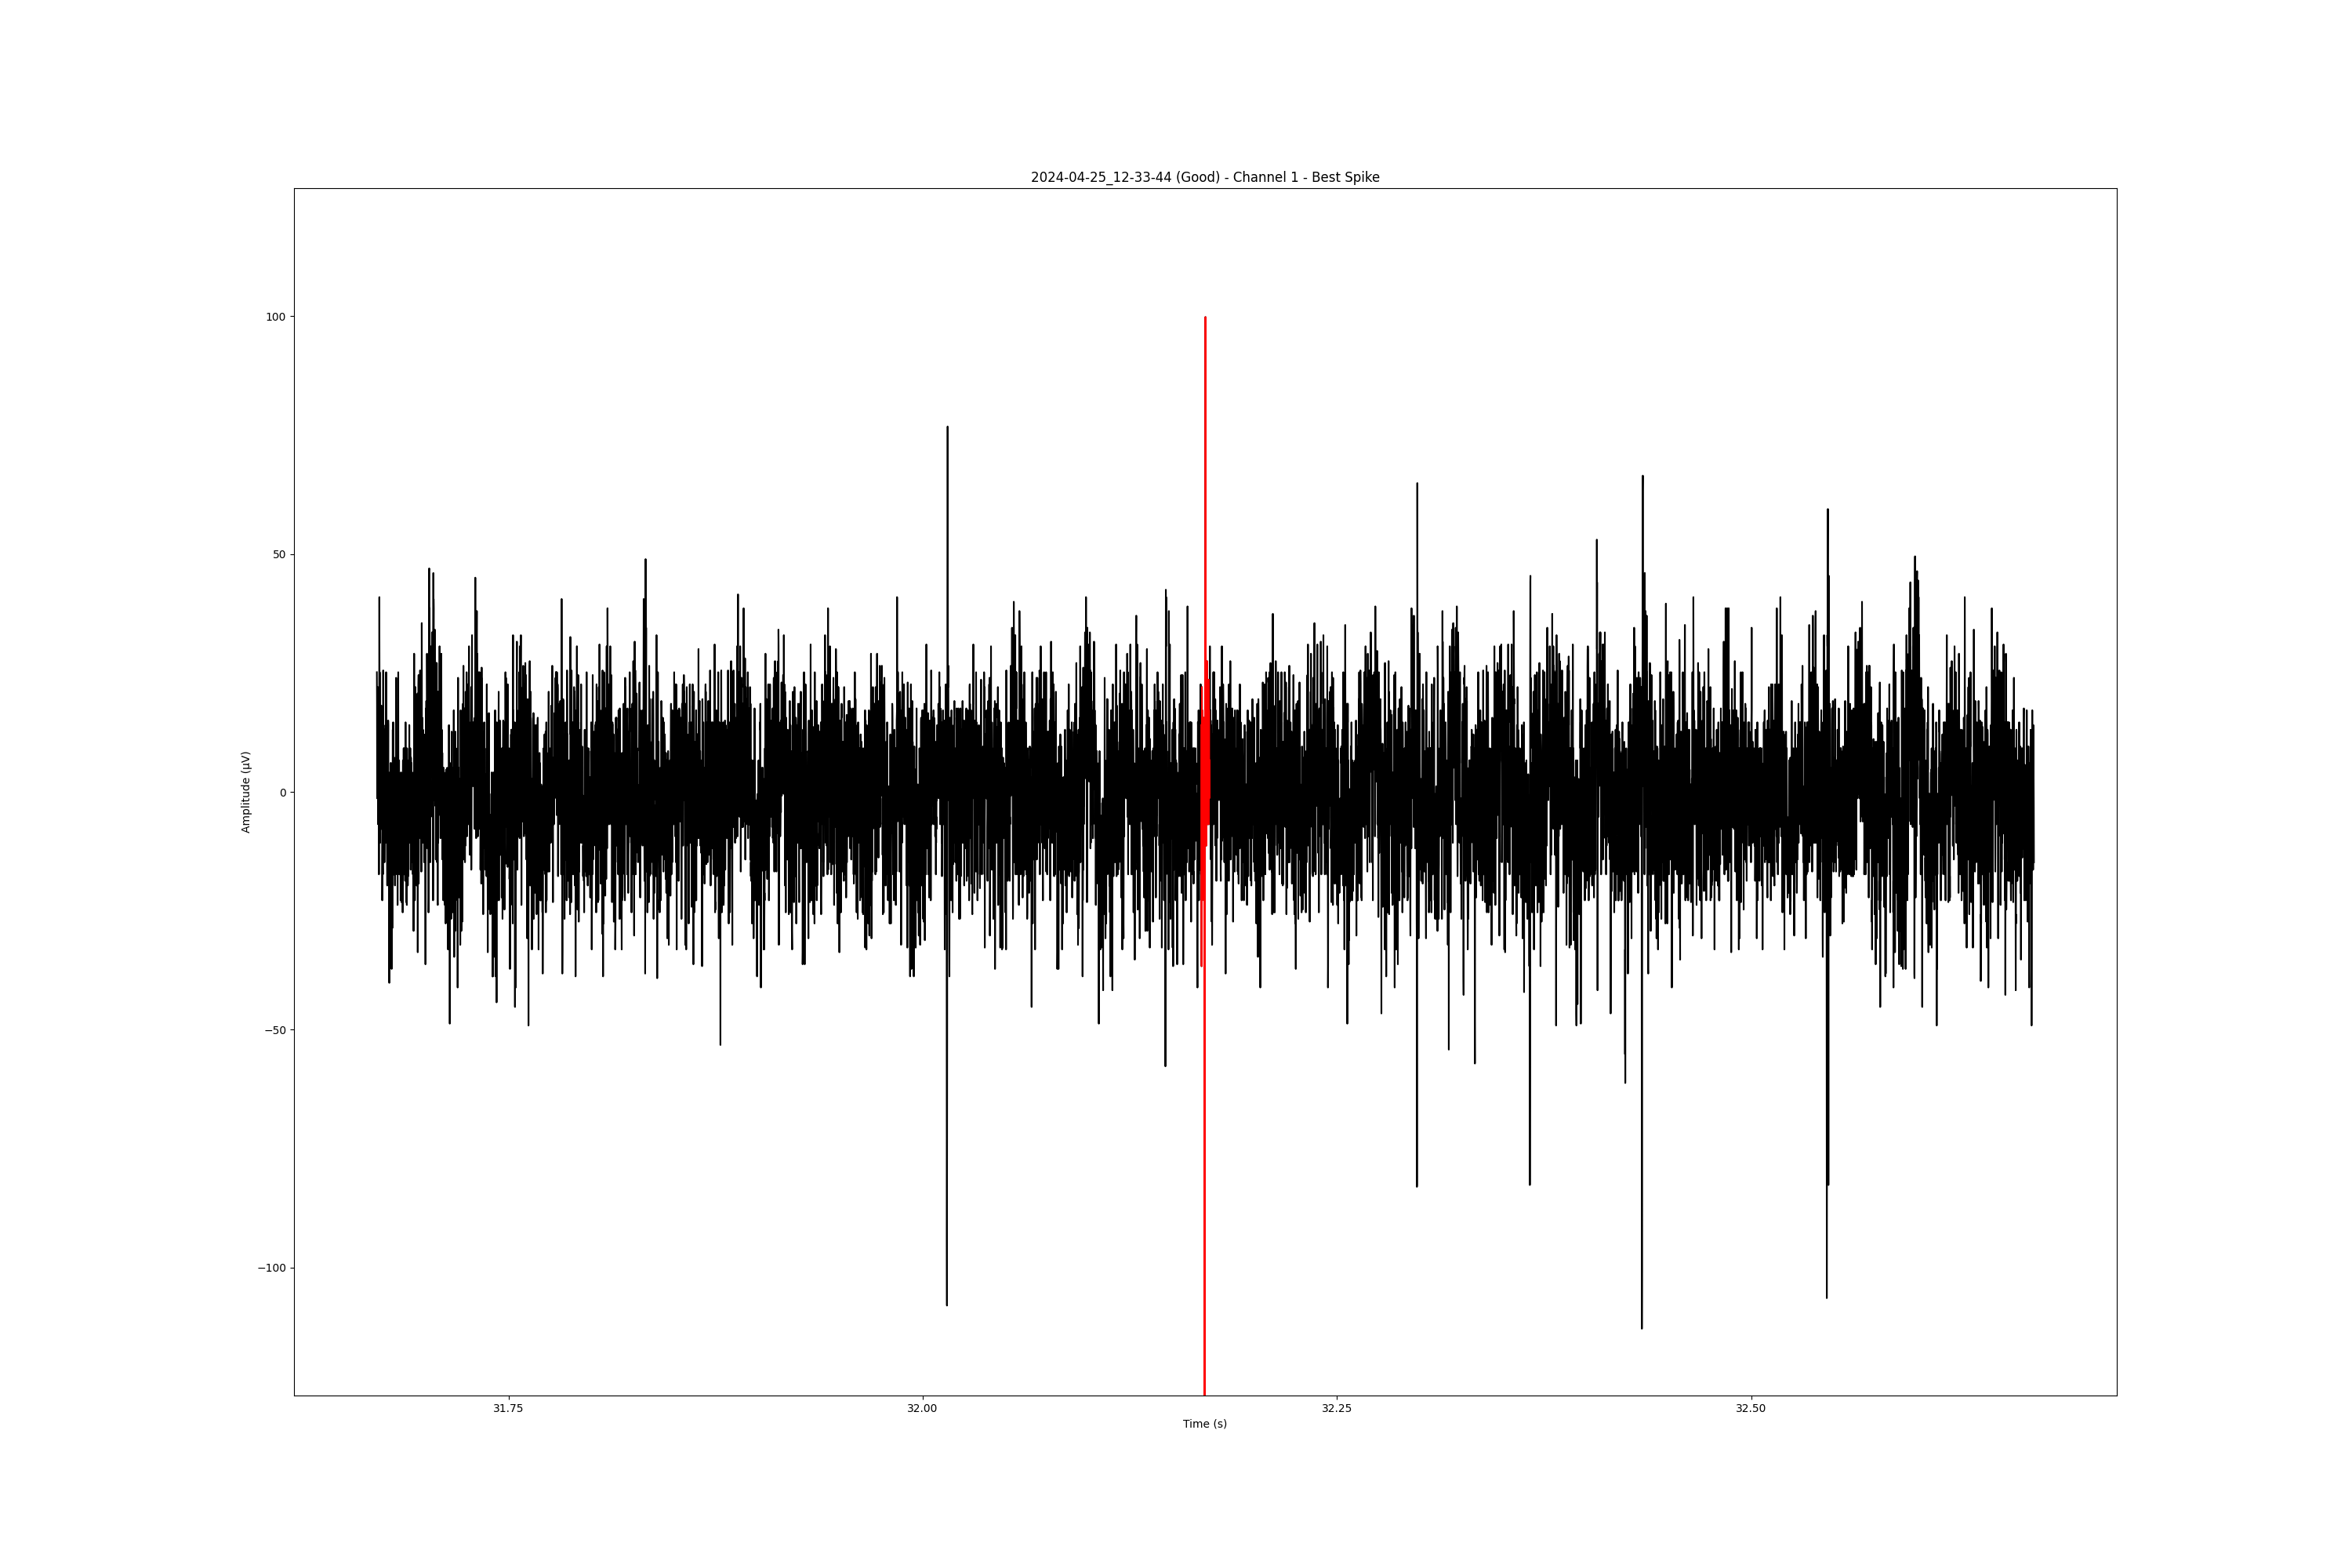 2024-04-25_12-33-44 (Good) - Channel 1 - Best Spike
100
50
0
−50
−100
Amplitude (µV)
31.75 32.00 32.25 32.50
Time (s)